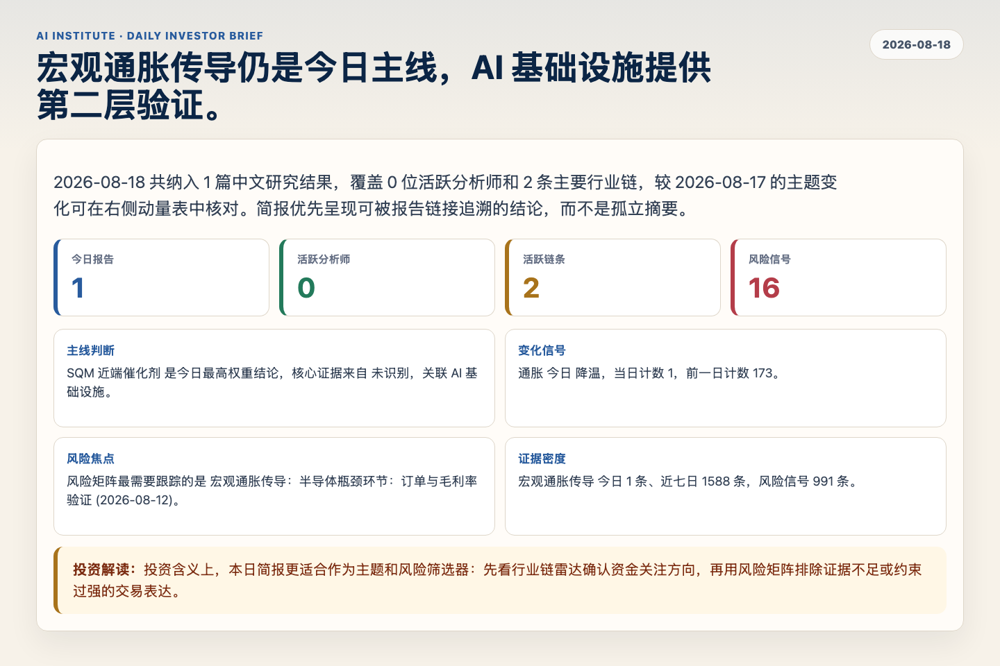 AI INSTITUTE · DAILY INVESTOR BRIEF
2026-08-18
宏观通胀传导仍是今日主线，AI 基础设施提供
第二层验证。
2026-08-18 共纳入 1 篇中文研究结果，覆盖 0 位活跃分析师和 2 条主要行业链，较 2026-08-17 的主题变
化可在右侧动量表中核对。简报优先呈现可被报告链接追溯的结论，而不是孤立摘要。
今日报告
1
活跃分析师
0
活跃链条
2
风险信号
16
主线判断
SQM 近端催化剂 是今日最高权重结论，核心证据来自 未识别，关联 AI 基
础设施。
变化信号
通胀 今日 降温，当日计数 1，前一日计数 173。
风险焦点
风险矩阵最需要跟踪的是 宏观通胀传导：半导体瓶颈环节：订单与毛利率
验证 (2026-08-12)。
证据密度
宏观通胀传导 今日 1 条、近七日 1588 条，风险信号 991 条。
投资解读：投资含义上，本日简报更适合作为主题和风险筛选器：先看行业链雷达确认资金关注方向，再用风险矩阵排除证据不足或约束
过强的交易表达。